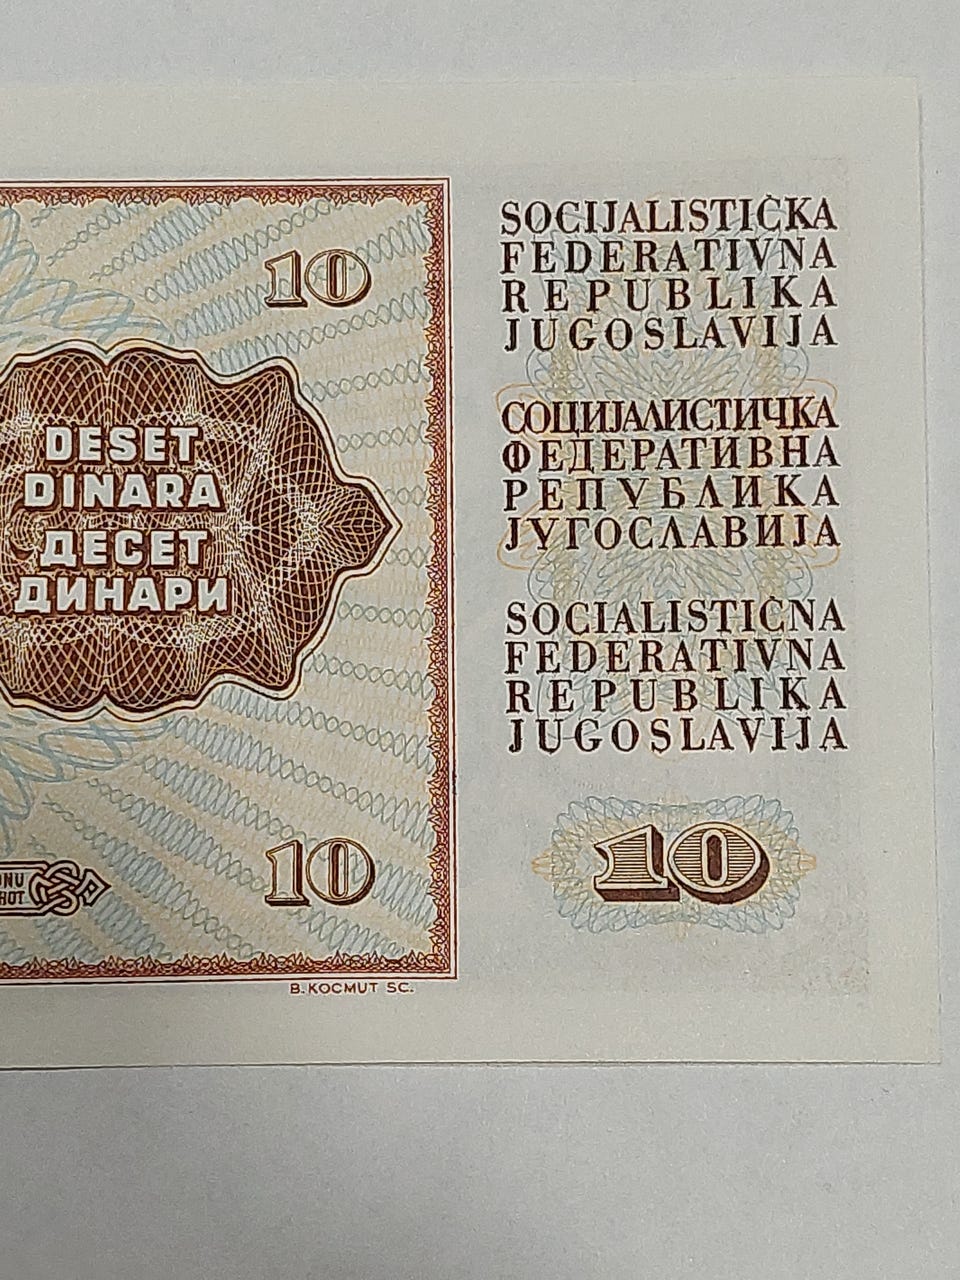 10
DESET
DINARA
ДЕСЕТ
ДИНАРИ
10
B. KOCMUT SC.
SOCIJALISTIČKA
FEDERATIVNA
REPUBLIKA
JUGOSLAVIJA
СОЦИЈАЛИСТИЧКА
ФЕДЕРАТИВНА
РЕПУБЛИКА
ЈУГОСЛАВИЈА
SOCIALISTIČNA
FEDERATIVNA
REPUBLIKA
JUGOSLAVIJA
10